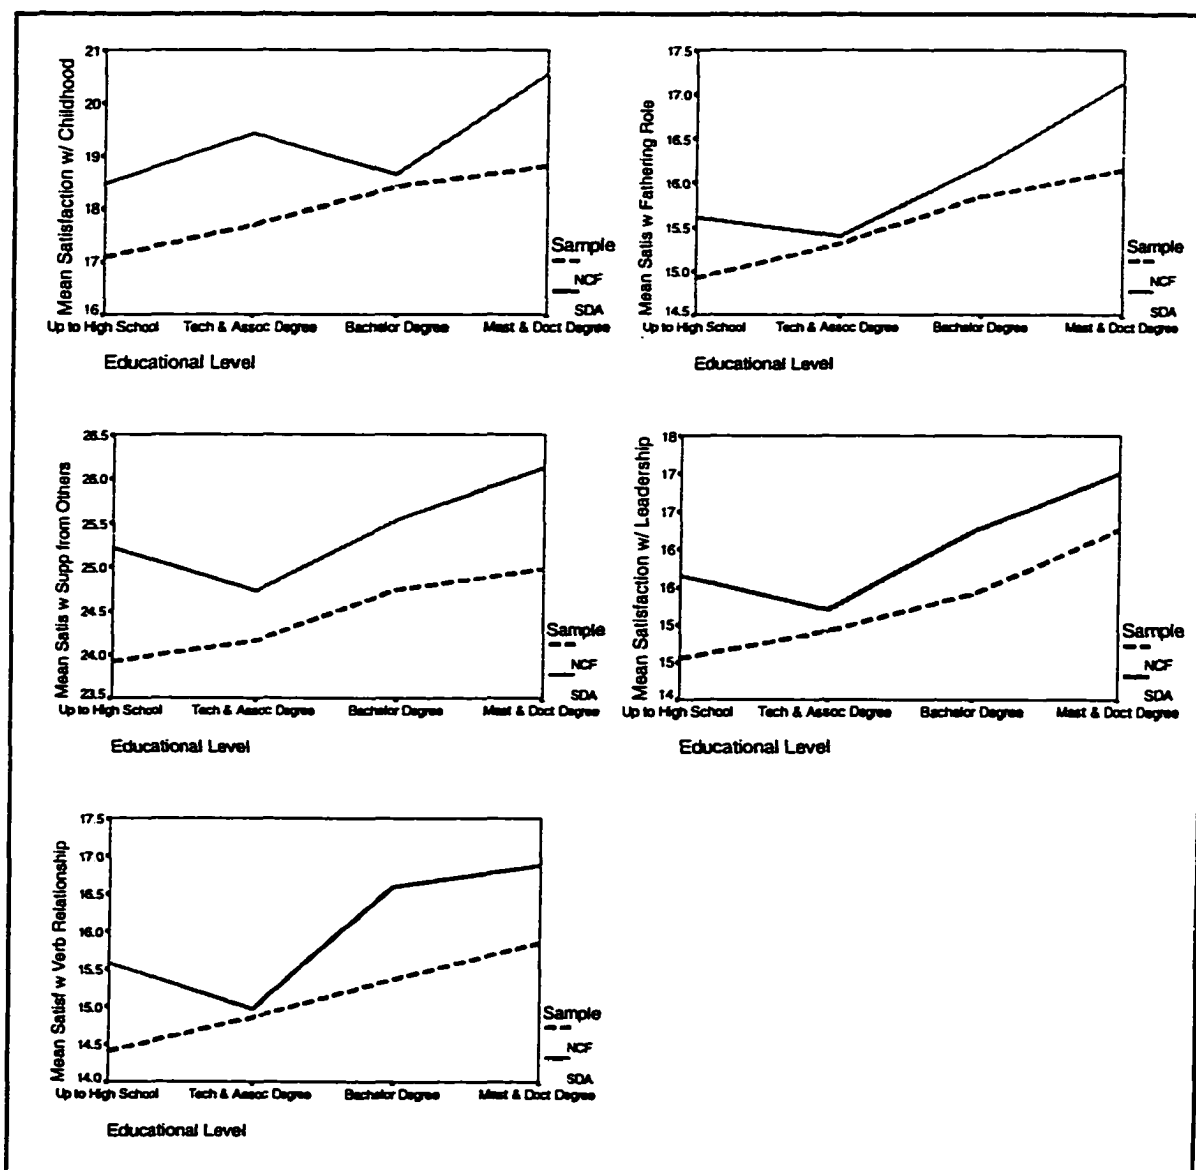 Mean Satisfaction w/ Childhood
21
20
19
18
17
16
Up to High School Tech & Assoc Degree Bachelor Degree Mast & Doct Degree
Educational Level
Sample
NCF
SDA
Mean Satis w Fathering Role
17.5
17.0
16.5
16.0
15.5
15.0
14.5
Up to High School Tech & Assoc Degree Bachelor Degree Mast & Doct Degree
Educational Level
Sample
NCF
SDA
Mean Satis w Supp from Others
26.5
26.0
25.5
25.0
24.5
24.0
23.5
Up to High School Tech & Assoc Degree Bachelor Degree Mast & Doct Degree
Educational Level
Sample
NCF
SDA
Mean Satisfaction w/ Leadership
18
17
17
16
16
15
15
14
Up to High School Tech & Assoc Degree Bachelor Degree Mast & Doct Degree
Educational Level
Sample
NCF
SDA
Mean Satisf w Verb Relationship
17.5
17.0
16.5
16.0
15.5
15.0
14.5
14.0
Up to High School Tech & Assoc Degree Bachelor Degree Mast & Doct Degree
Educational Level
Sample
NCF
SDA